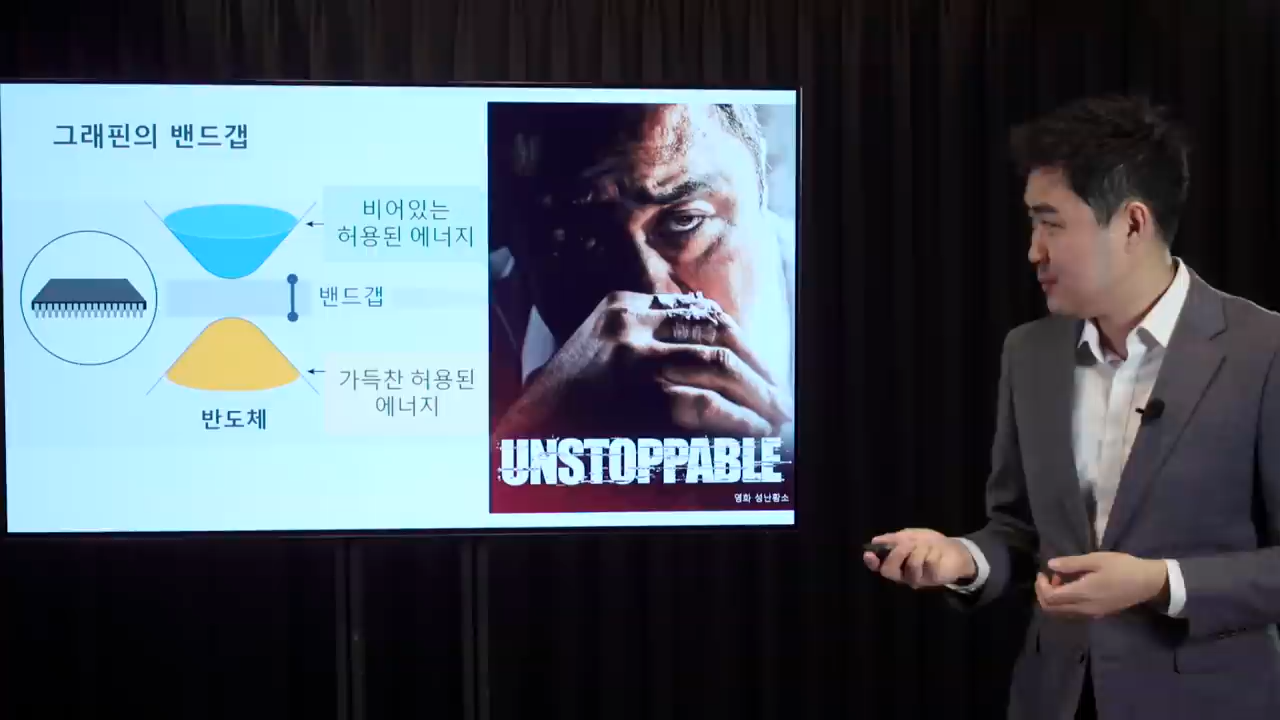 그래핀의 밴드갭
비어있는
허용된 에너지
밴드갭
가득찬 허용된
에너지
반도체
UNSTOPPABLE
영화 성난황소